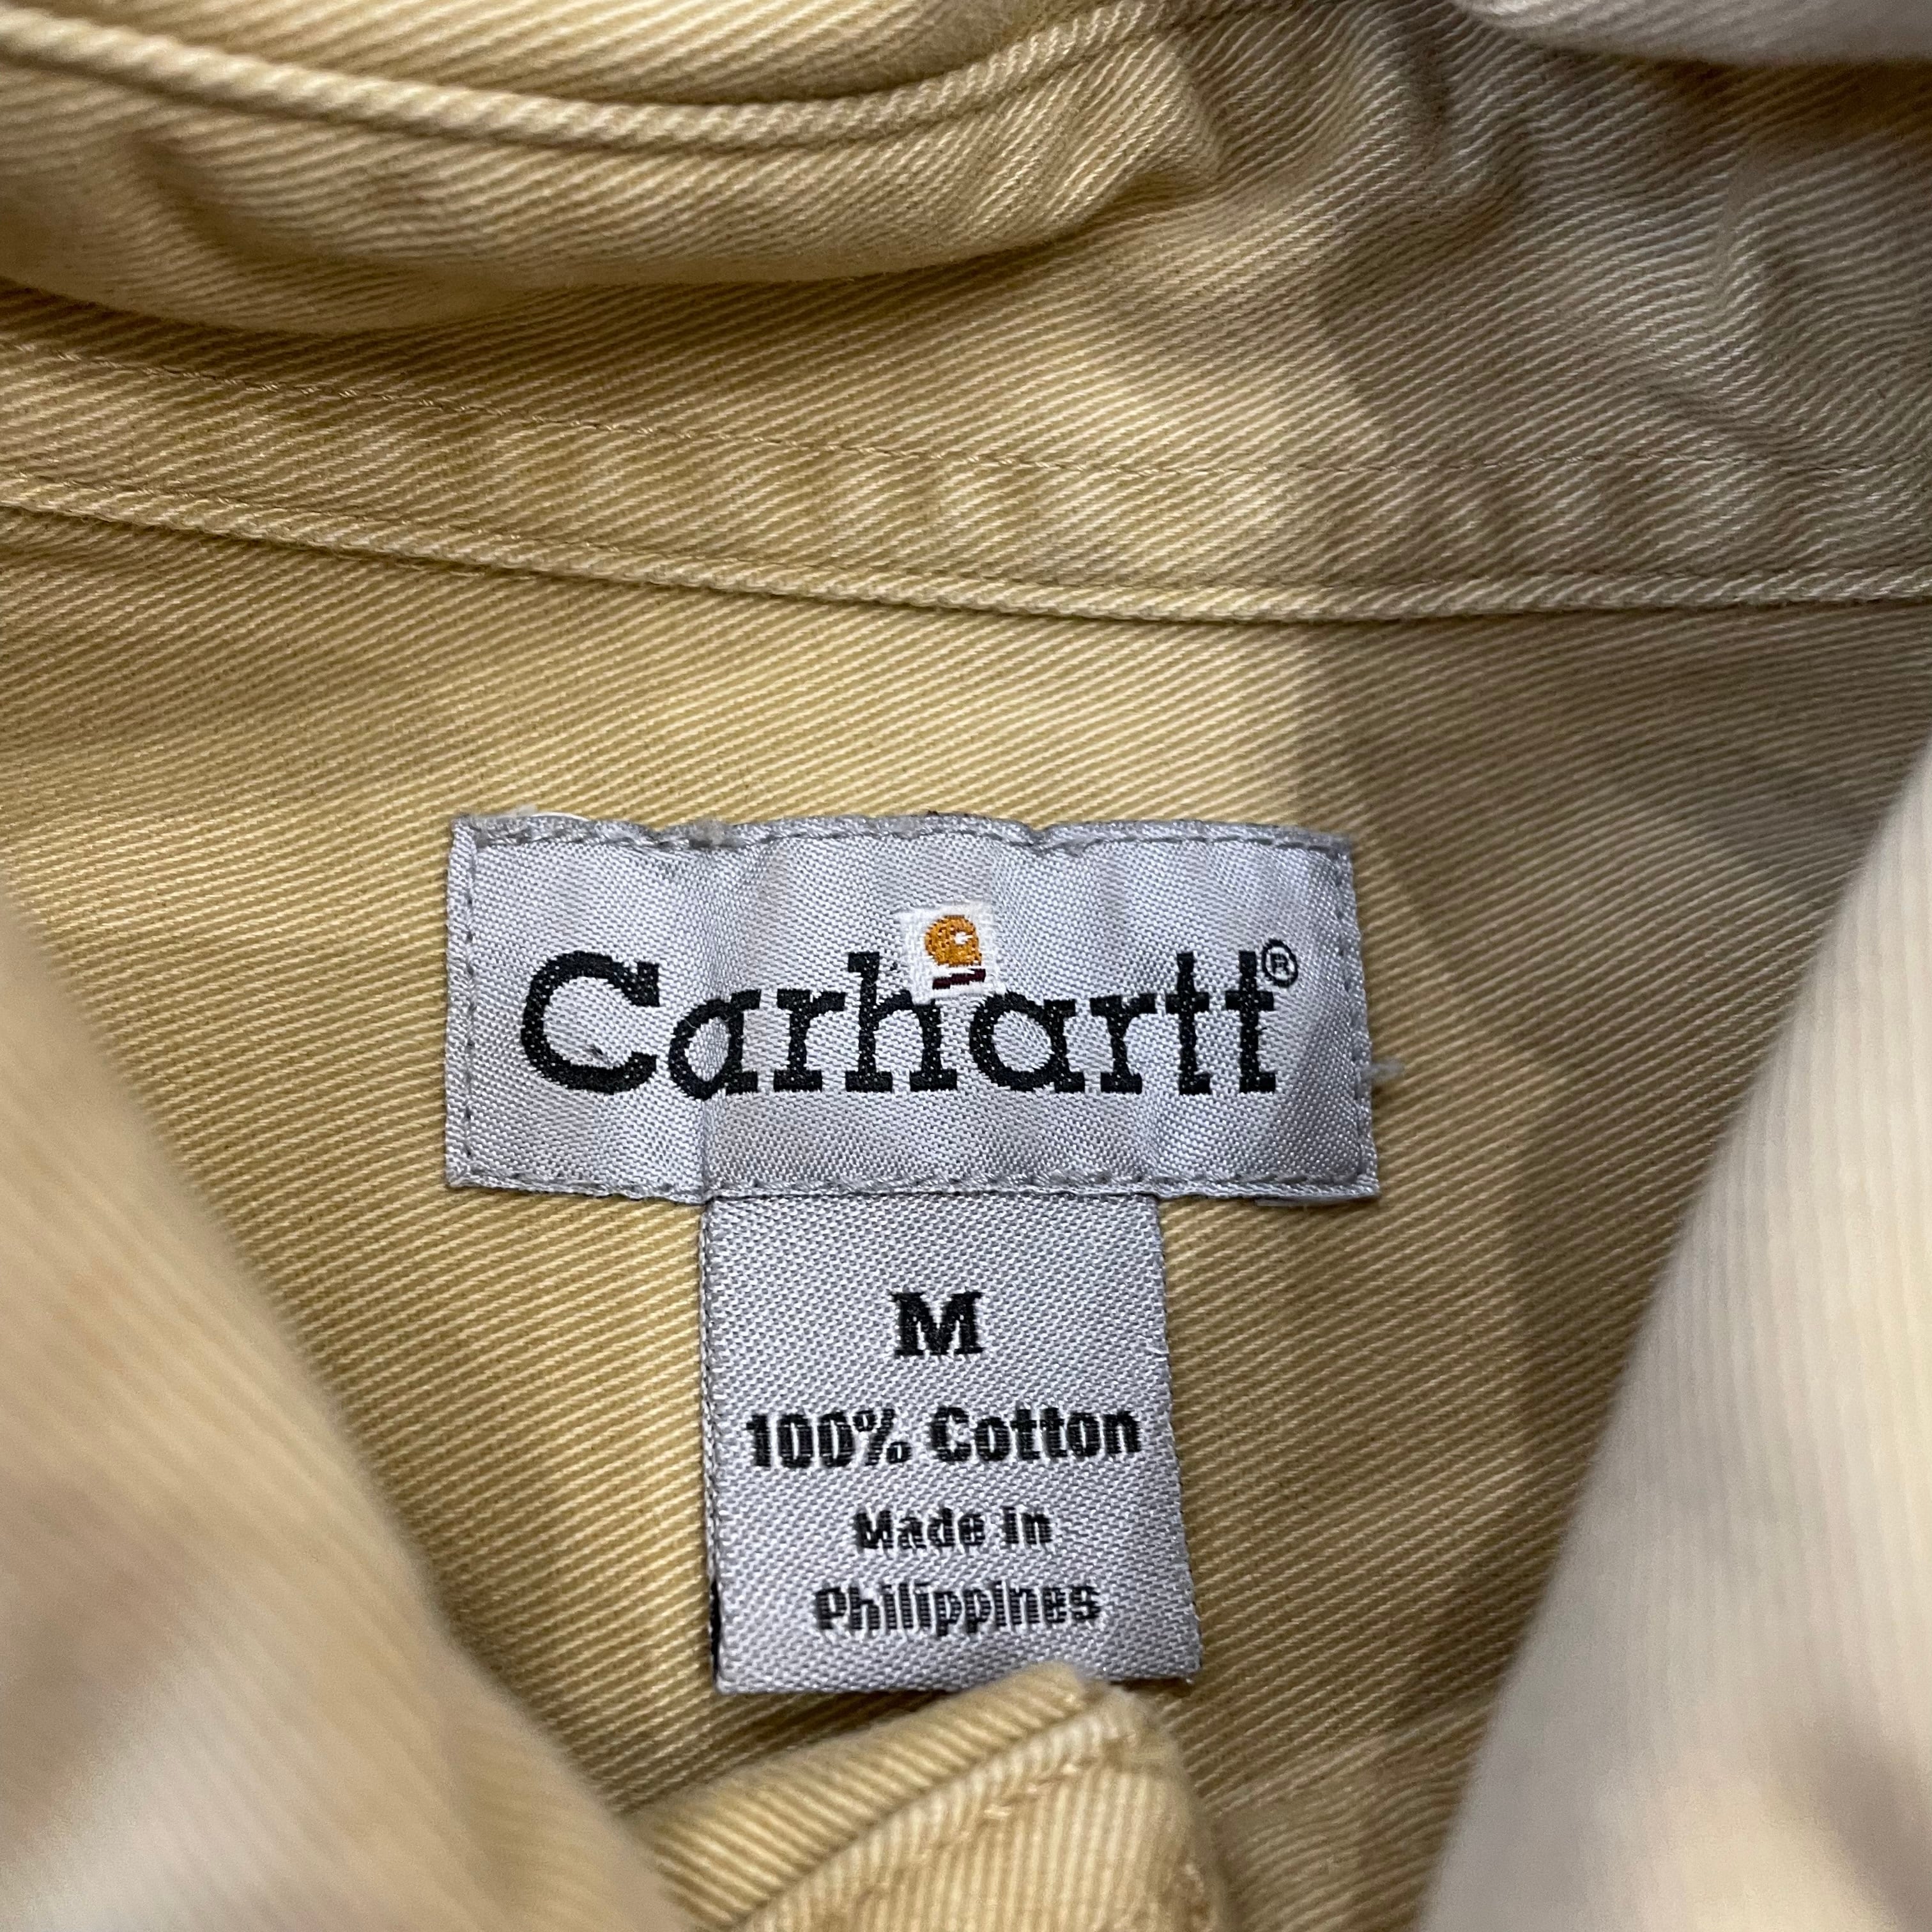 Carhartt®
M
100% Cotton
Made in
Philippines